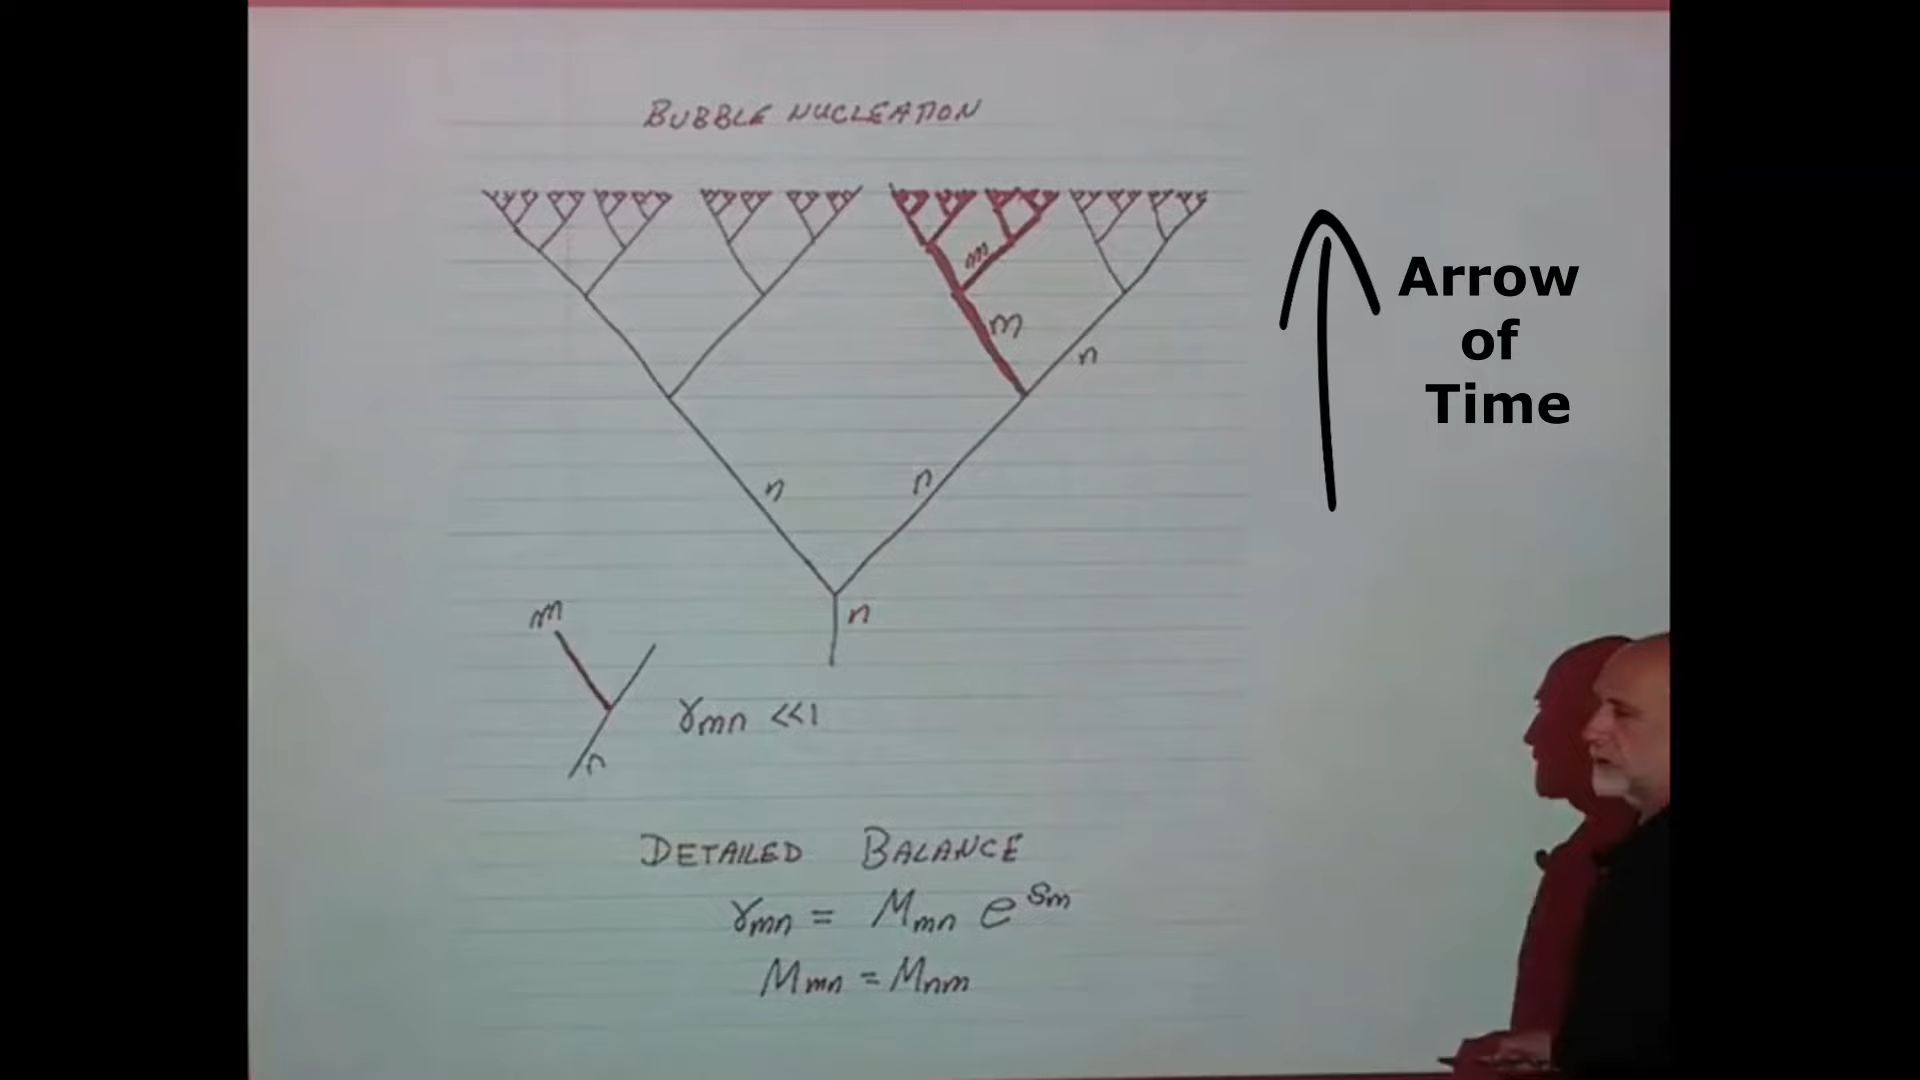 BUBBLE NUCLEATION
m
m
n
n
n
n
Arrow
of
Time
m
n
γmn <<1
DETAILED BALANCE
γmn = Mmn e^Sm
Mmn = Mnm